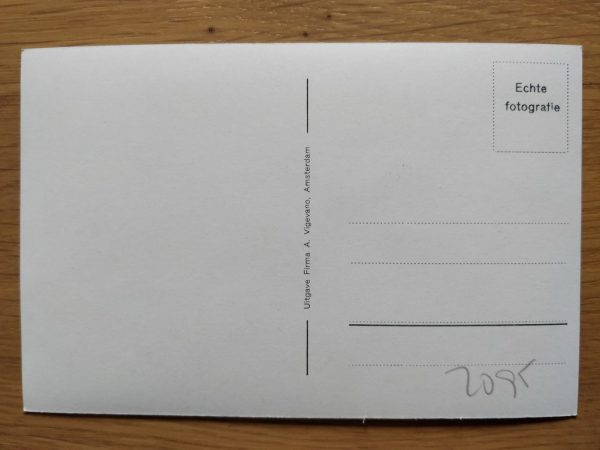 Echte
fotografie
Uitgave Firma A. Vigevano, Amsterdam
2095